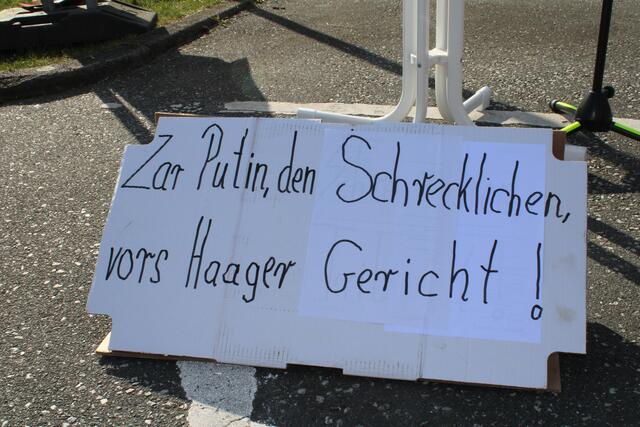 Zar Putin, den Schrecklichen,
vors Haager Gericht!